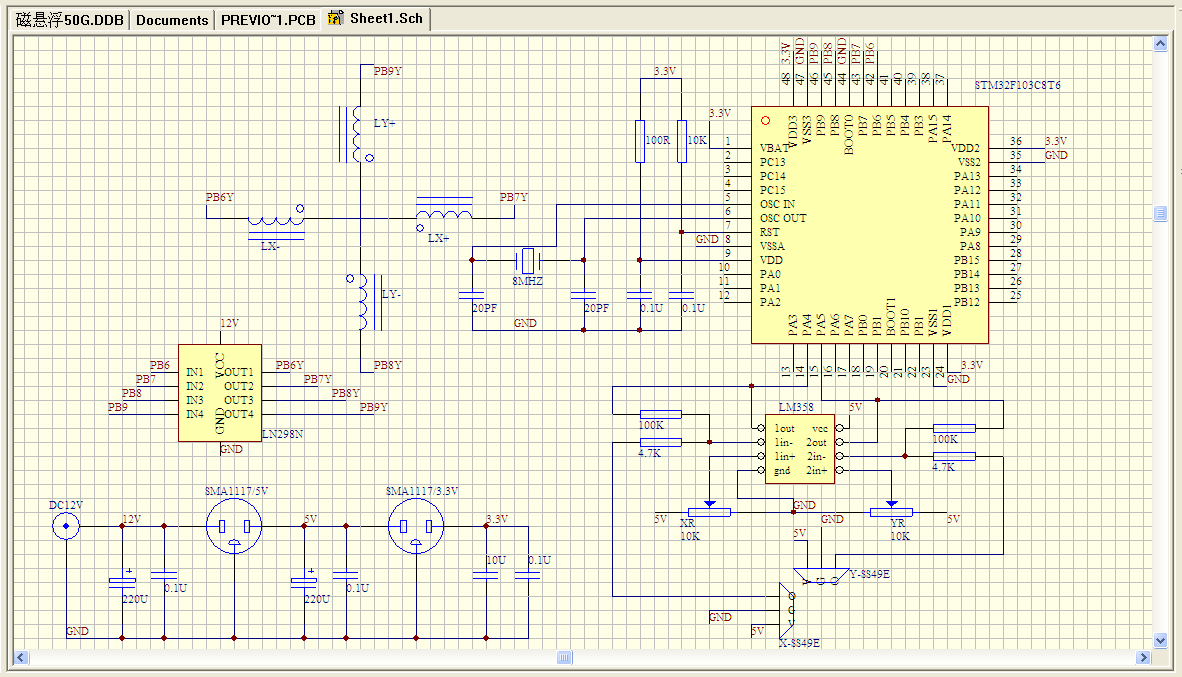 磁悬浮50G.DDB Documents PREVIO~1.PCB Sheet1.Sch
PB9Y
LY+
PB6Y
LX-
PB7Y
LX+
LY-
PB8Y
3.3V
100R
10K
3.3V
8MHZ
20PF
20PF
0.1U
0.1U
GND
GND
STM32F103C8T6
3.3V
GND
PB9
PB8
GND
PB7
PB6
48
47
46
45
44
43
42
41
40
39
38
37
VDD3
VSS3
PB9
PB8
BOOT0
PB7
PB6
PB5
PB4
PB3
PA15
PA14
1 VBAT
2 PC13
3 PC14
4 PC15
5 OSC IN
6 OSC OUT
7 RST
8 VSSA
9 VDD
10 PA0
11 PA1
12 PA2
VDD2 36 3.3V
VSS2 35 GND
PA13 34
PA12 33
PA11 32
PA10 31
PA9 30
PA8 29
PB15 28
PB14 27
PB13 26
PB12 25
PA3
PA4
PA5
PA6
PA7
PB0
PB1
BOOT1
PB10
PB1
VSS1
VDD1
13
14
15
16
17
18
19
20
21
22
23
24
3.3V
GND
12V
PB6
PB7
PB8
PB9
IN1
IN2
IN3
IN4
VCC
GND
OUT1
OUT2
OUT3
OUT4
PB6Y
PB7Y
PB8Y
PB9Y
LN298N
GND
LM358
5V
1out vcc
1in- 2out
1in+ 2in-
gnd 2in+
100K
4.7K
100K
4.7K
GND
5V
XR
10K
GND
YR
10K
5V
5V
Y-SS49E
V
G
O
O
G
V
GND
5V
X-SS49E
DC12V
12V
SMA1117/5V
5V
SMA1117/3.3V
3.3V
+
220U
0.1U
+
220U
0.1U
10U
0.1U
GND